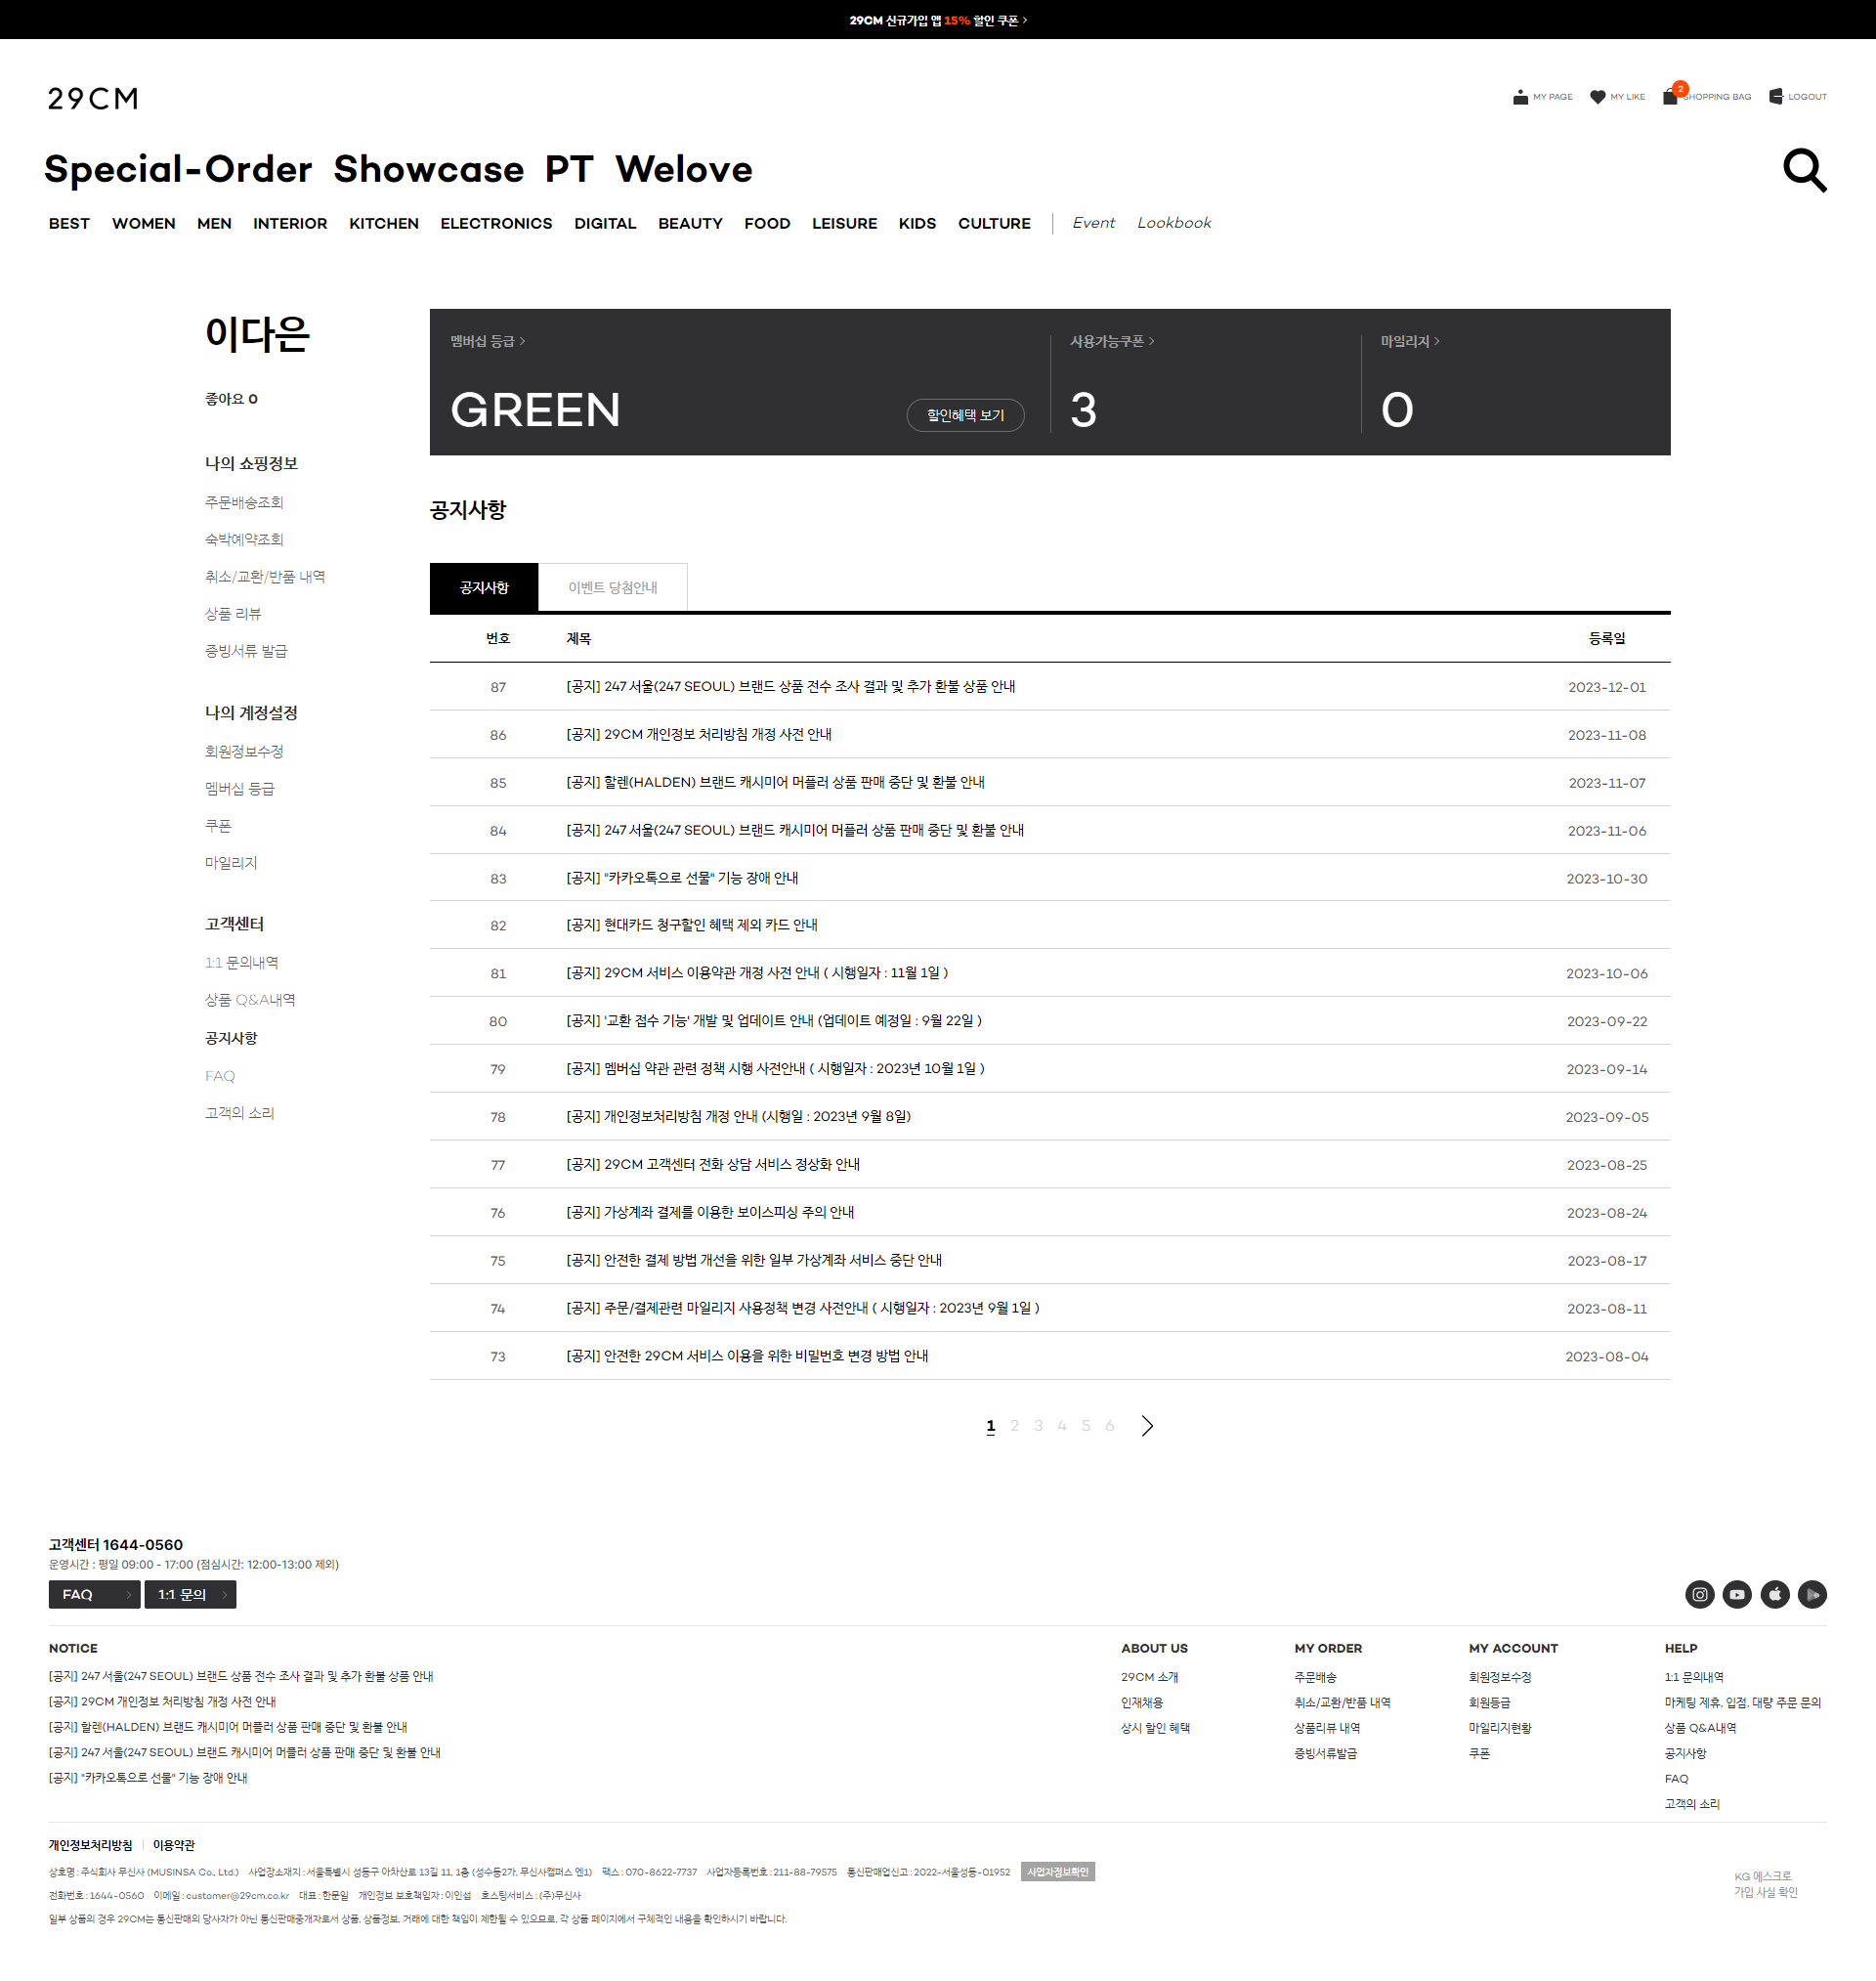 29CM 신규가입 앱 15% 할인 쿠폰 >
29CM
MY PAGE MY LIKE 2 SHOPPING BAG LOGOUT
Special-Order Showcase PT Welove
BEST WOMEN MEN INTERIOR KITCHEN ELECTRONICS DIGITAL BEAUTY FOOD LEISURE KIDS CULTURE Event Lookbook
이다은
좋아요 0
나의 쇼핑정보
주문배송조회
숙박예약조회
취소/교환/반품 내역
상품 리뷰
증빙서류 발급
나의 계정설정
회원정보수정
멤버십 등급
쿠폰
마일리지
고객센터
1:1 문의내역
상품 Q&A내역
공지사항
FAQ
고객의 소리
멤버십 등급 > 사용가능쿠폰 > 마일리지 >
GREEN 할인혜택 보기 3 0
공지사항
공지사항 이벤트 당첨안내
번호 제목 등록일
87 [공지] 247 서울(247 SEOUL) 브랜드 상품 전수 조사 결과 및 추가 환불 상품 안내 2023-12-01
86 [공지] 29CM 개인정보 처리방침 개정 사전 안내 2023-11-08
85 [공지] 할렌(HALDEN) 브랜드 캐시미어 머플러 상품 판매 중단 및 환불 안내 2023-11-07
84 [공지] 247 서울(247 SEOUL) 브랜드 캐시미어 머플러 상품 판매 중단 및 환불 안내 2023-11-06
83 [공지] "카카오톡으로 선물" 기능 장애 안내 2023-10-30
82 [공지] 현대카드 청구할인 혜택 제외 카드 안내
81 [공지] 29CM 서비스 이용약관 개정 사전 안내 ( 시행일자 : 11월 1일 ) 2023-10-06
80 [공지] '교환 접수 기능' 개발 및 업데이트 안내 (업데이트 예정일 : 9월 22일 ) 2023-09-22
79 [공지] 멤버십 약관 관련 정책 시행 사전안내 ( 시행일자 : 2023년 10월 1일 ) 2023-09-14
78 [공지] 개인정보처리방침 개정 안내 (시행일 : 2023년 9월 8일) 2023-09-05
77 [공지] 29CM 고객센터 전화 상담 서비스 정상화 안내 2023-08-25
76 [공지] 가상계좌 결제를 이용한 보이스피싱 주의 안내 2023-08-24
75 [공지] 안전한 결제 방법 개선을 위한 일부 가상계좌 서비스 중단 안내 2023-08-17
74 [공지] 주문/결제관련 마일리지 사용정책 변경 사전안내 ( 시행일자 : 2023년 9월 1일 ) 2023-08-11
73 [공지] 안전한 29CM 서비스 이용을 위한 비밀번호 변경 방법 안내 2023-08-04
1 2 3 4 5 6 >
고객센터 1644-0560
운영시간 : 평일 09:00 - 17:00 (점심시간: 12:00-13:00 제외)
FAQ > 1:1 문의 >
NOTICE
[공지] 247 서울(247 SEOUL) 브랜드 상품 전수 조사 결과 및 추가 환불 상품 안내
[공지] 29CM 개인정보 처리방침 개정 사전 안내
[공지] 할렌(HALDEN) 브랜드 캐시미어 머플러 상품 판매 중단 및 환불 안내
[공지] 247 서울(247 SEOUL) 브랜드 캐시미어 머플러 상품 판매 중단 및 환불 안내
[공지] "카카오톡으로 선물" 기능 장애 안내
ABOUT US
29CM 소개
인재채용
상시 할인 혜택
MY ORDER
주문배송
취소/교환/반품 내역
상품리뷰 내역
증빙서류발급
MY ACCOUNT
회원정보수정
회원등급
마일리지현황
쿠폰
HELP
1:1 문의내역
마케팅 제휴, 입점, 대량 주문 문의
상품 Q&A내역
공지사항
FAQ
고객의 소리
개인정보처리방침 이용약관
상호명 : 주식회사 무신사 (MUSINSA Co., Ltd.) 사업장소재지 : 서울특별시 성동구 아차산로 13길 11, 1층 (성수동2가, 무신사캠퍼스 엔1) 팩스 : 070-8622-7737 사업자등록번호 : 211-88-79575 통신판매업신고 : 2022-서울성동-01952 사업자정보확인
전화번호 : 1644-0560 이메일 : customer@29cm.co.kr 대표 : 한문일 개인정보 보호책임자 : 이인섭 호스팅서비스 : (주)무신사
일부 상품의 경우 29CM는 통신판매의 당사자가 아닌 통신판매중개자로서 상품, 상품정보, 거래에 대한 책임이 제한될 수 있으므로, 각 상품 페이지에서 구체적인 내용을 확인하시기 바랍니다.
KG 에스크로
가입 사실 확인